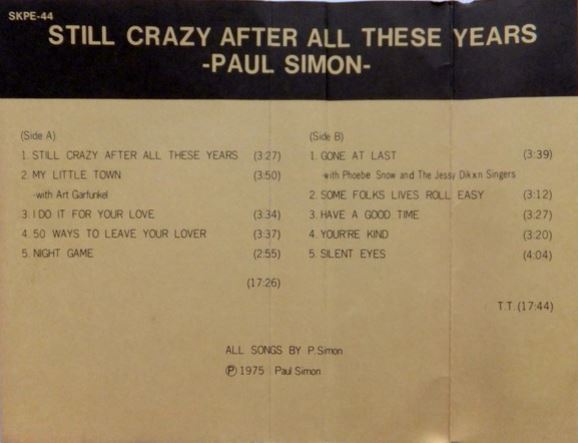 SKPE-44
STILL CRAZY AFTER ALL THESE YEARS
-PAUL SIMON-
(Side A)
1. STILL CRAZY AFTER ALL THESE YEARS (3:27)
2. MY LITTLE TOWN (3:50)
-with Art Garfunkel
3. I DO IT FOR YOUR LOVE (3:34)
4. 50 WAYS TO LEAVE YOUR LOVER (3:37)
5. NIGHT GAME (2:55)
(17:26)
(Side B)
1. GONE AT LAST (3:39)
-with Phoebe Snow and The Jessy Dikxn Singers
2. SOME FOLKS LIVES ROLL EASY (3:12)
3. HAVE A GOOD TIME (3:27)
4. YOUR'RE KIND (3:20)
5. SILENT EYES (4:04)
T.T.(17:44)
ALL SONGS BY P.Simon
Ⓟ 1975 Paul Simon